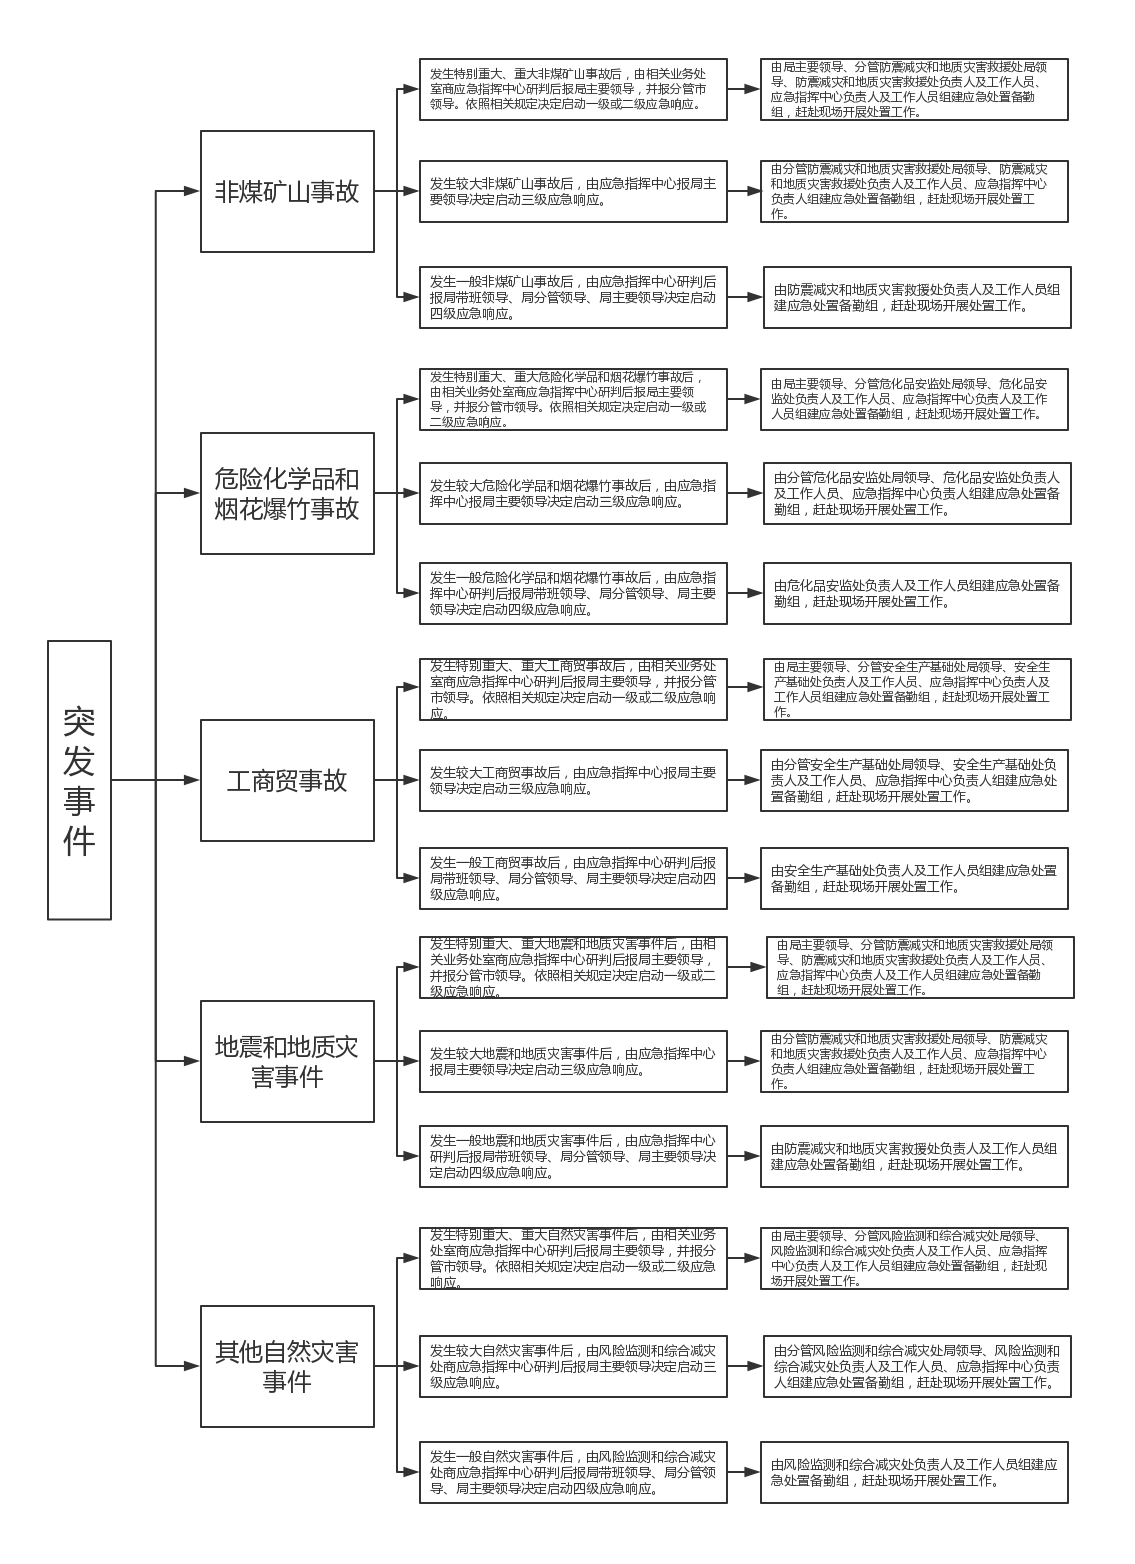 突
发
事
件
非煤矿山事故
发生特别重大、重大非煤矿山事故后，由相关业务处
室商应急指挥中心研判后报局主要领导，并报分管市
领导。依照相关规定决定启动一级或二级应急响应。
由局主要领导、分管防震减灾和地质灾害救援处局领
导、防震减灾和地质灾害救援处负责人及工作人员、
应急指挥中心负责人及工作人员组建应急处置备勤
组，赶赴现场开展处置工作。
发生较大非煤矿山事故后，由应急指挥中心报局主
要领导决定启动三级应急响应。
由分管防震减灾和地质灾害救援处局领导、防震减灾
和地质灾害救援处负责人及工作人员、应急指挥中心
负责人组建应急处置备勤组，赶赴现场开展处置工
作。
发生一般非煤矿山事故后，由应急指挥中心研判后
报局带班领导、局分管领导、局主要领导决定启动
四级应急响应。
由防震减灾和地质灾害救援处负责人及工作人员组
建应急处置备勤组，赶赴现场开展处置工作。
危险化学品和
烟花爆竹事故
发生特别重大、重大危险化学品和烟花爆竹事故后，
由相关业务处室商应急指挥中心研判后报局主要领
导，并报分管市领导。依照相关规定决定启动一级或
二级应急响应。
由局主要领导、分管危化品安监处局领导、危化品安
监处负责人及工作人员、应急指挥中心负责人及工作
人员组建应急处置备勤组，赶赴现场开展处置工作。
发生较大危险化学品和烟花爆竹事故后，由应急指
挥中心报局主要领导决定启动三级应急响应。
由分管危化品安监处局领导、危化品安监处负责人
及工作人员、应急指挥中心负责人组建应急处置备
勤组，赶赴现场开展处置工作。
发生一般危险化学品和烟花爆竹事故后，由应急指
挥中心研判后报局带班领导、局分管领导、局主要
领导决定启动四级应急响应。
由危化品安监处负责人及工作人员组建应急处置备
勤组，赶赴现场开展处置工作。
工商贸事故
发生特别重大、重大工商贸事故后，由相关业务处
室商应急指挥中心研判后报局主要领导，并报分管
市领导。依照相关规定决定启动一级或二级应急响
应。
由局主要领导、分管安全生产基础处局领导、安全生
产基础处负责人及工作人员、应急指挥中心负责人及
工作人员组建应急处置备勤组，赶赴现场开展处置工
作。
发生较大工商贸事故后，由应急指挥中心报局主要
领导决定启动三级应急响应。
由分管安全生产基础处局领导、安全生产基础处负
责人及工作人员、应急指挥中心负责人组建应急处
置备勤组，赶赴现场开展处置工作。
发生一般工商贸事故后，由应急指挥中心研判后报
局带班领导、局分管领导、局主要领导决定启动四
级应急响应。
由安全生产基础处负责人及工作人员组建应急处置
备勤组，赶赴现场开展处置工作。
地震和地质灾
害事件
发生特别重大、重大地震和地质灾害事件后，由相
关业务处室商应急指挥中心研判后报局主要领导，
并报分管市领导。依照相关规定决定启动一级或二
级应急响应。
由局主要领导、分管防震减灾和地质灾害救援处局领
导、防震减灾和地质灾害救援处负责人及工作人员、
应急指挥中心负责人及工作人员组建应急处置备勤
组，赶赴现场开展处置工作。
发生较大地震和地质灾害事件后，由应急指挥中心
报局主要领导决定启动三级应急响应。
由分管防震减灾和地质灾害救援处局领导、防震减灾
和地质灾害救援处负责人及工作人员、应急指挥中心
负责人组建应急处置备勤组，赶赴现场开展处置工
作。
发生一般地震和地质灾害事件后，由应急指挥中心
研判后报局带班领导、局分管领导、局主要领导决
定启动四级应急响应。
由防震减灾和地质灾害救援处负责人及工作人员组
建应急处置备勤组，赶赴现场开展处置工作。
其他自然灾害
事件
发生特别重大、重大自然灾害事件后，由相关业务
处室商应急指挥中心研判后报局主要领导，并报分
管市领导。依照相关规定决定启动一级或二级应急
响应。
由局主要领导、分管风险监测和综合减灾处局领导、
风险监测和综合减灾处负责人及工作人员、应急指挥
中心负责人及工作人员组建应急处置备勤组，赶赴现
场开展处置工作。
发生较大自然灾害事件后，由风险监测和综合减灾
处商应急指挥中心研判后报局主要领导决定启动三
级应急响应。
由分管风险监测和综合减灾处局领导、风险监测和
综合减灾处负责人及工作人员、应急指挥中心负责
人组建应急处置备勤组，赶赴现场开展处置工作。
发生一般自然灾害事件后，由风险监测和综合减灾
处商应急指挥中心研判后报局带班领导、局分管领
导、局主要领导决定启动四级应急响应。
由风险监测和综合减灾处负责人及工作人员组建应
急处置备勤组，赶赴现场开展处置工作。